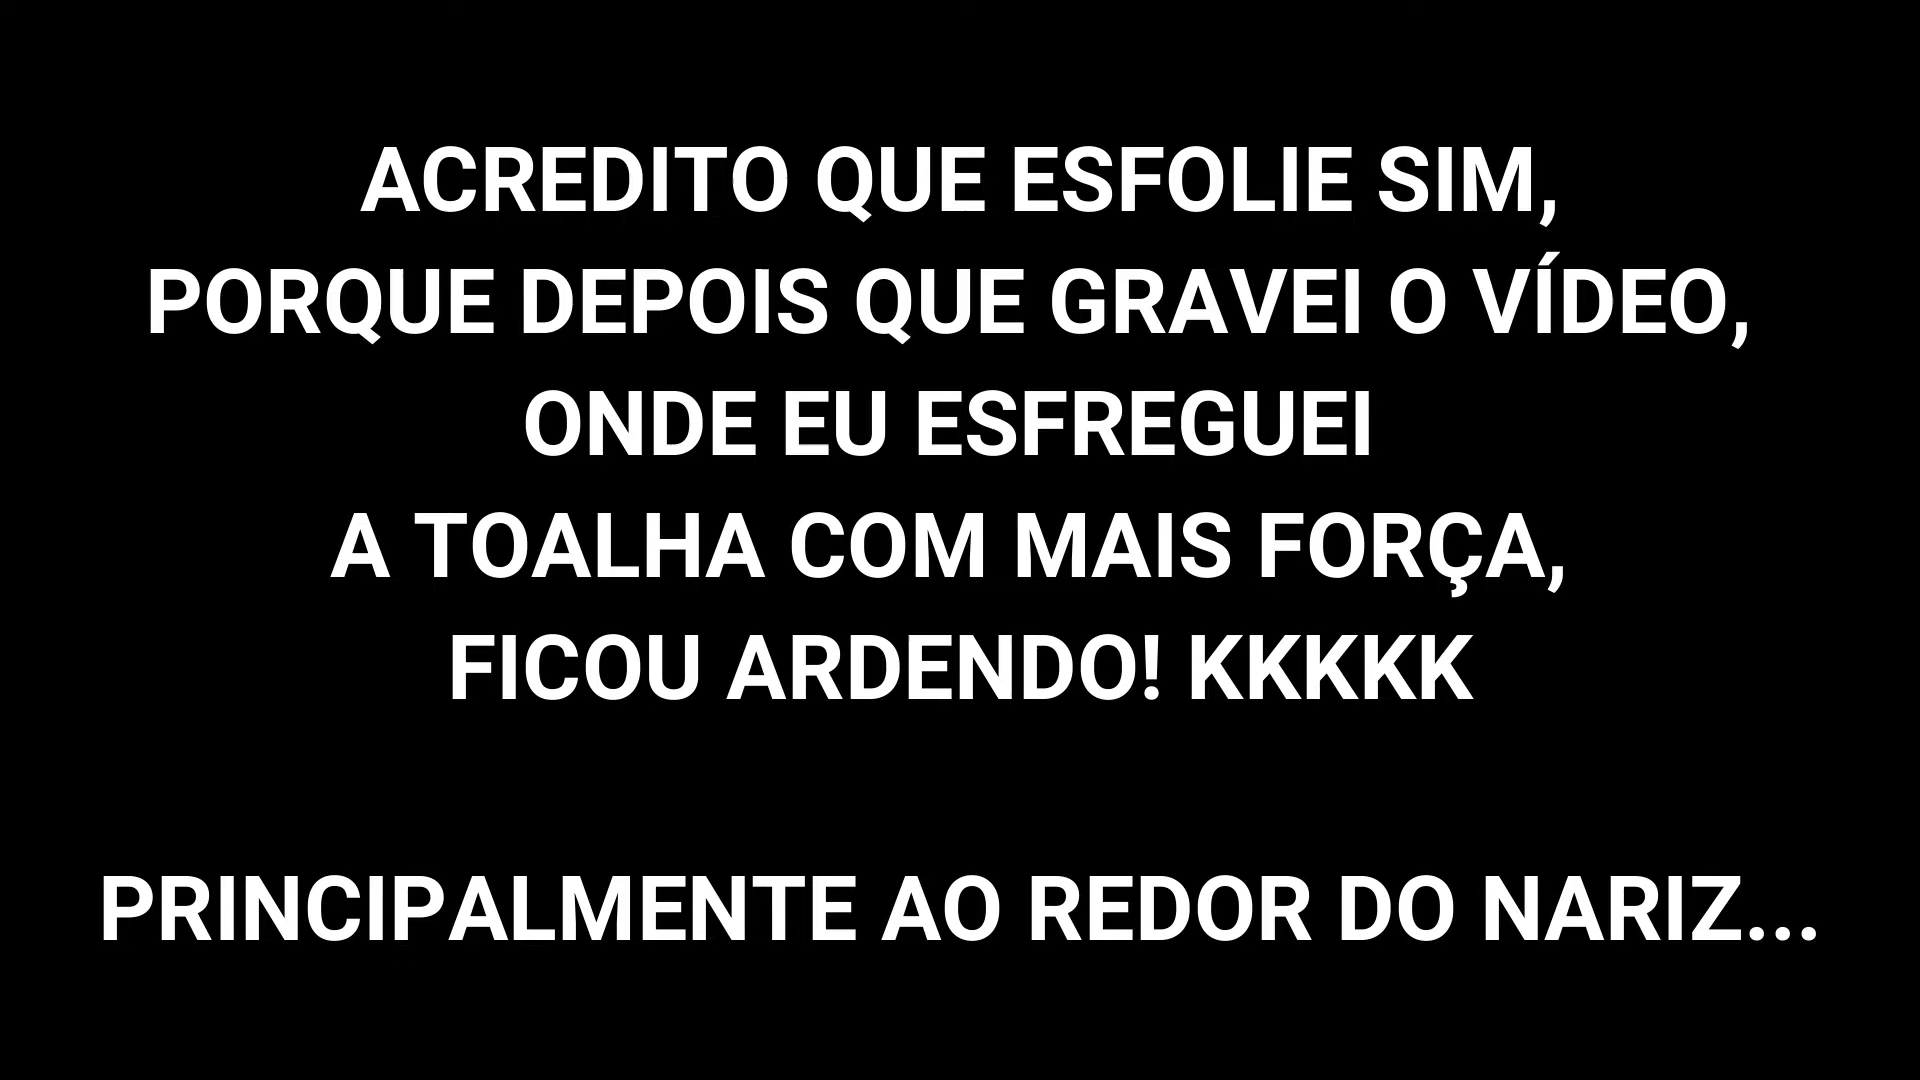 ACREDITO QUE ESFOLIE SIM,
PORQUE DEPOIS QUE GRAVEI O VÍDEO,
ONDE EU ESFREGUEI
A TOALHA COM MAIS FORÇA,
FICOU ARDENDO! KKKKK
PRINCIPALMENTE AO REDOR DO NARIZ...